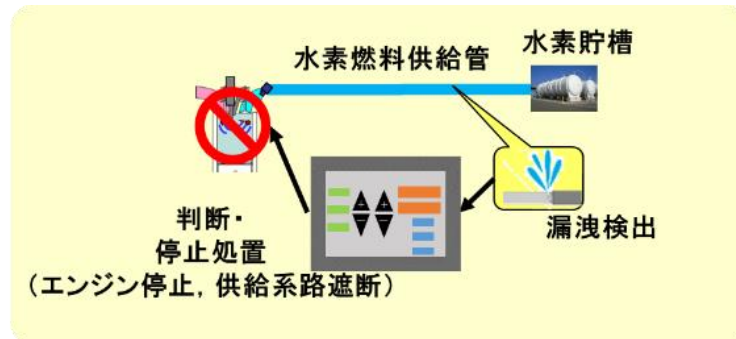 水素貯槽
水素燃料供給管
漏洩検出
判断・
停止処置
（エンジン停止，供給系路遮断）